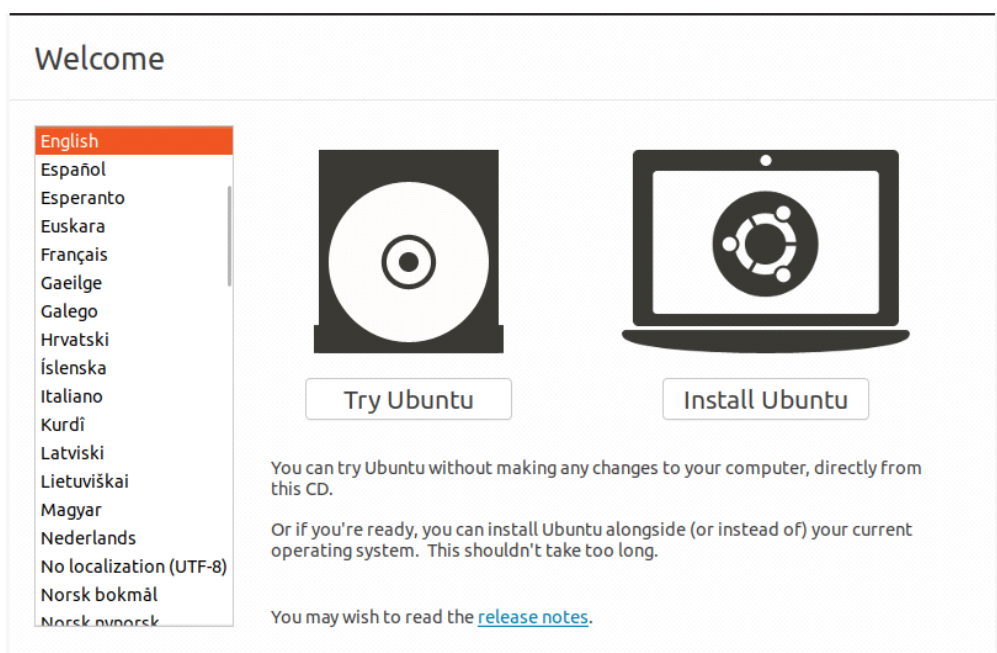 Welcome
English
Español
Esperanto
Euskara
Français
Gaeilge
Galego
Hrvatski
Íslenska
Italiano
Kurdî
Latviski
Lietuviškai
Magyar
Nederlands
No localization (UTF-8)
Norsk bokmål
Norsk nynorsk
Try Ubuntu
Install Ubuntu
You can try Ubuntu without making any changes to your computer, directly from
this CD.
Or if you're ready, you can install Ubuntu alongside (or instead of) your current
operating system. This shouldn't take too long.
You may wish to read the release notes.